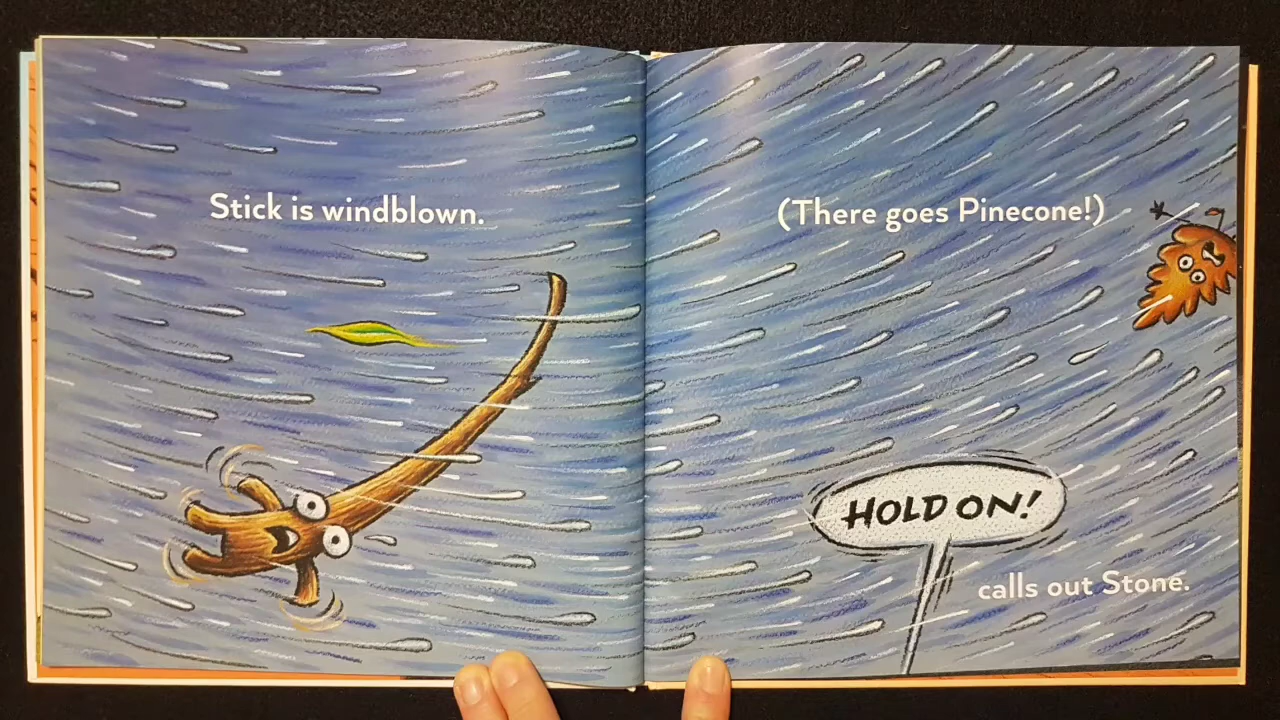 Stick is windblown.
(There goes Pinecone!)
HOLD ON!
calls out Stone.